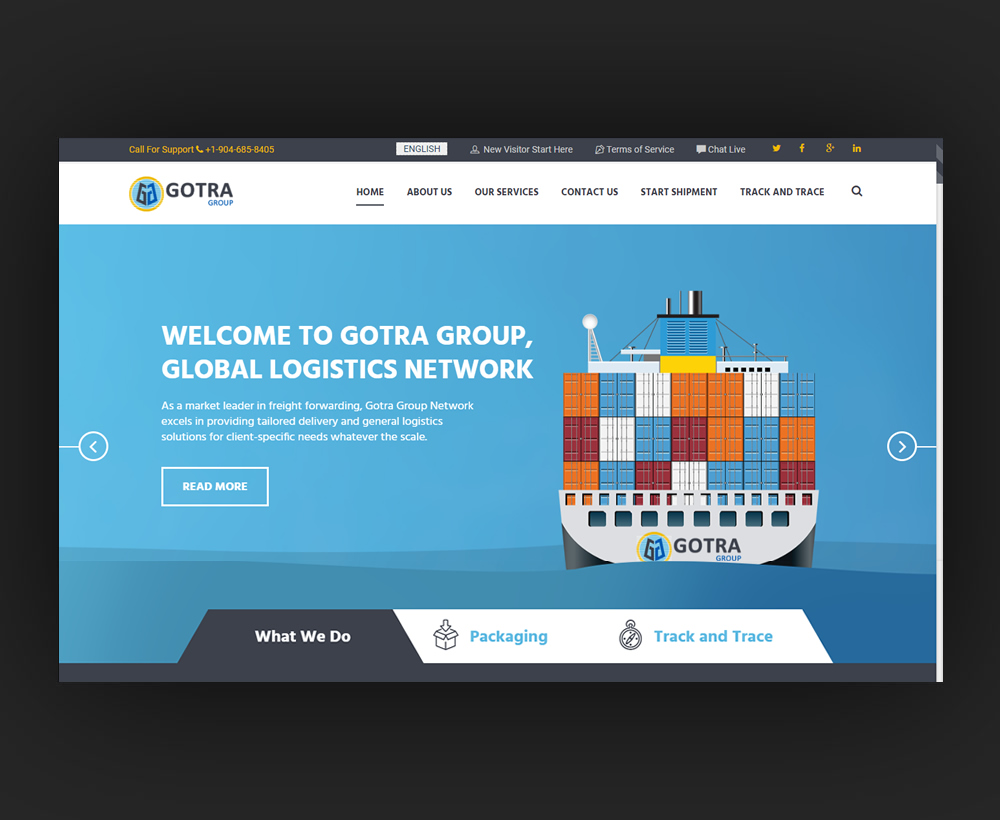 Call For Support +1-904-685-8405
ENGLISH
New Visitor Start Here
Terms of Service
Chat Live
GOTRA
GROUP
HOME
ABOUT US
OUR SERVICES
CONTACT US
START SHIPMENT
TRACK AND TRACE
WELCOME TO GOTRA GROUP,
GLOBAL LOGISTICS NETWORK
As a market leader in freight forwarding, Gotra Group Network
excels in providing tailored delivery and general logistics
solutions for client-specific needs whatever the scale.
READ MORE
GOTRA
GROUP
What We Do
Packaging
Track and Trace